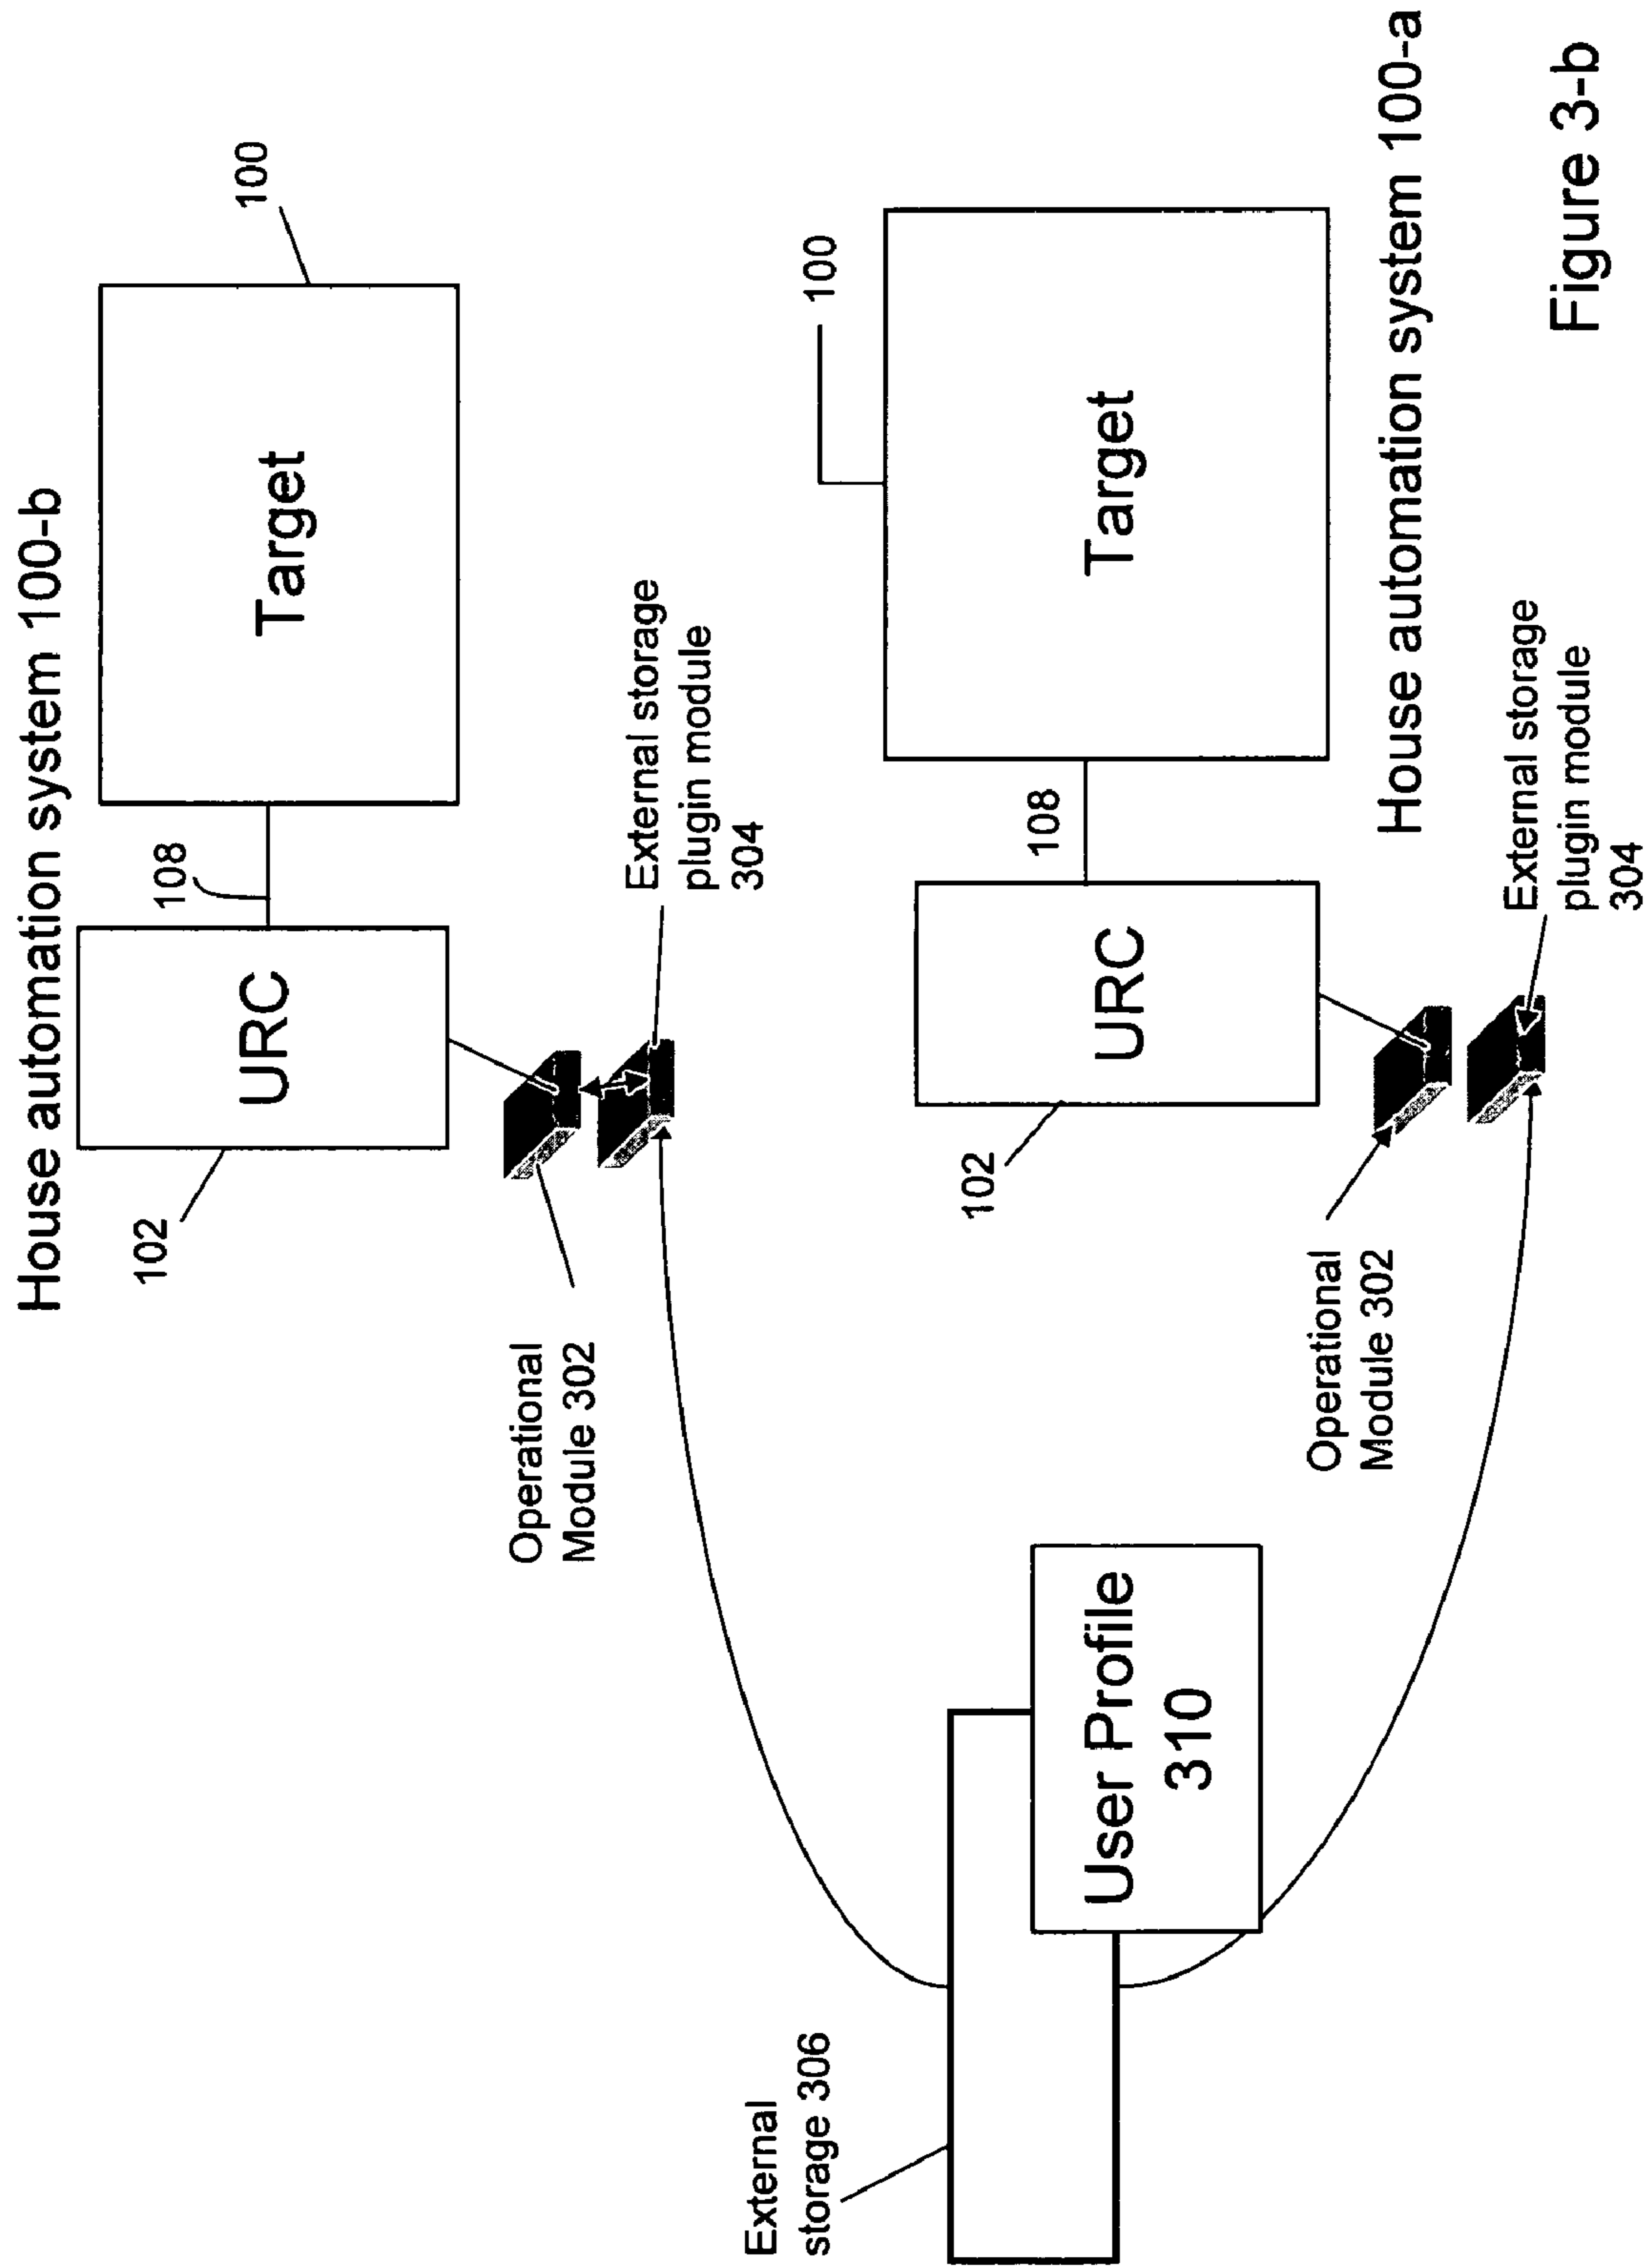 House automation system 100-b
100
Target
108
URC
102
External storage
plugin module
304
Operational
Module 302
100
Target
108
URC
102
House automation system 100-a
External storage
plugin module
304
Operational
Module 302
External
storage 306
User Profile
310
Figure 3-b